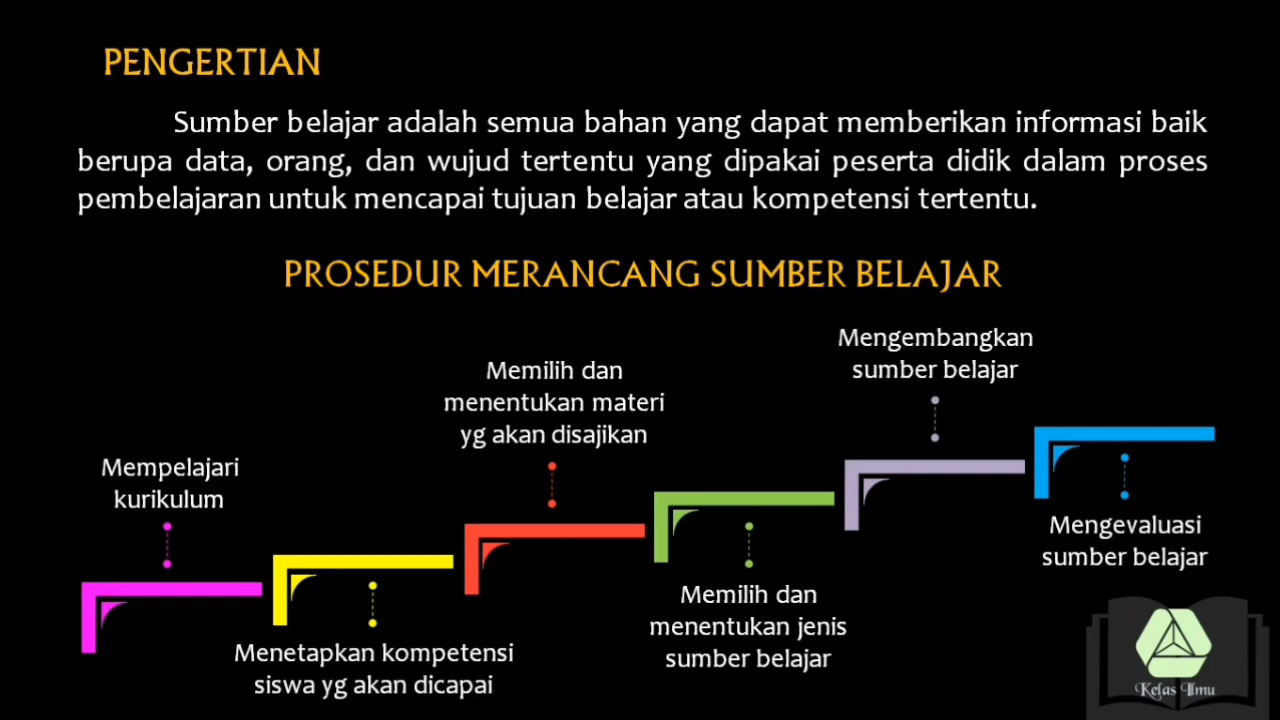 PENGERTIAN
Sumber belajar adalah semua bahan yang dapat memberikan informasi baik
berupa data, orang, dan wujud tertentu yang dipakai peserta didik dalam proses
pembelajaran untuk mencapai tujuan belajar atau kompetensi tertentu.
PROSEDUR MERANCANG SUMBER BELAJAR
Mempelajari
kurikulum
Menetapkan kompetensi
siswa yg akan dicapai
Memilih dan
menentukan materi
yg akan disajikan
Memilih dan
menentukan jenis
sumber belajar
Mengembangkan
sumber belajar
Mengevaluasi
sumber belajar
Kelas Ilmu